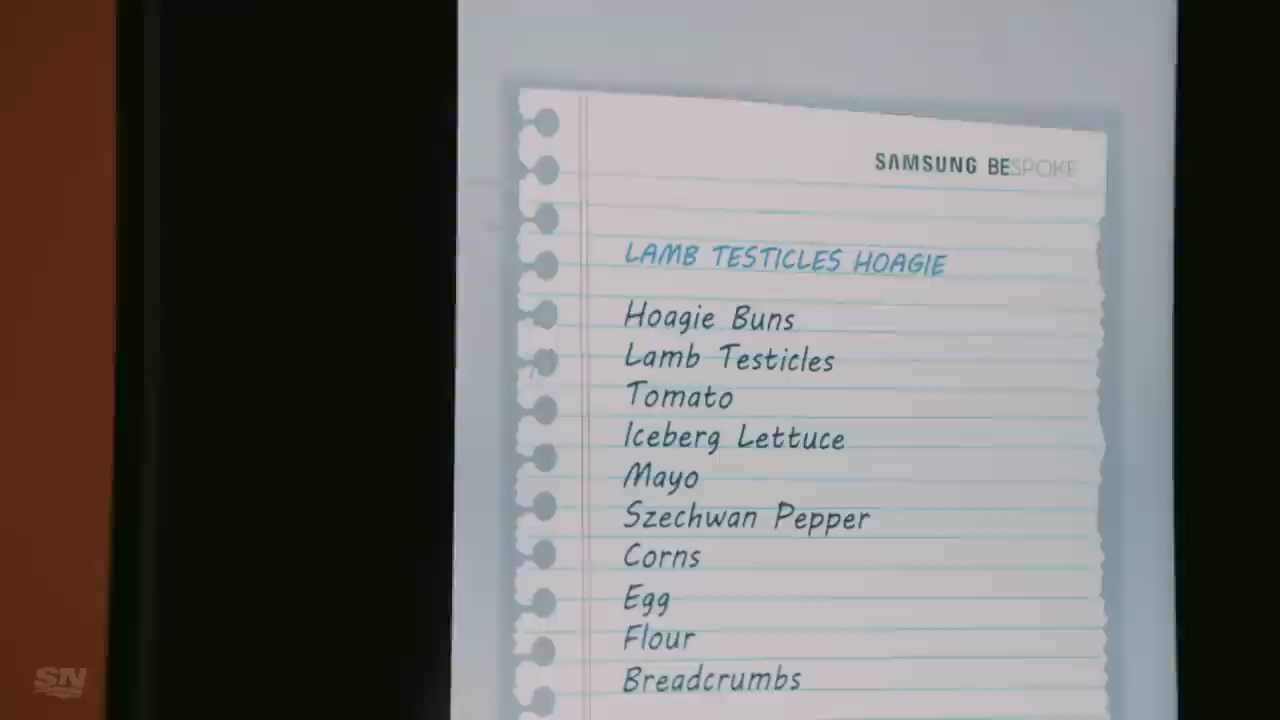 SAMSUNG BESPOKE
LAMB TESTICLES HOAGIE
Hoagie Buns
Lamb Testicles
Tomato
Iceberg Lettuce
Mayo
Szechwan Pepper
Corns
Egg
Flour
Breadcrumbs
SN